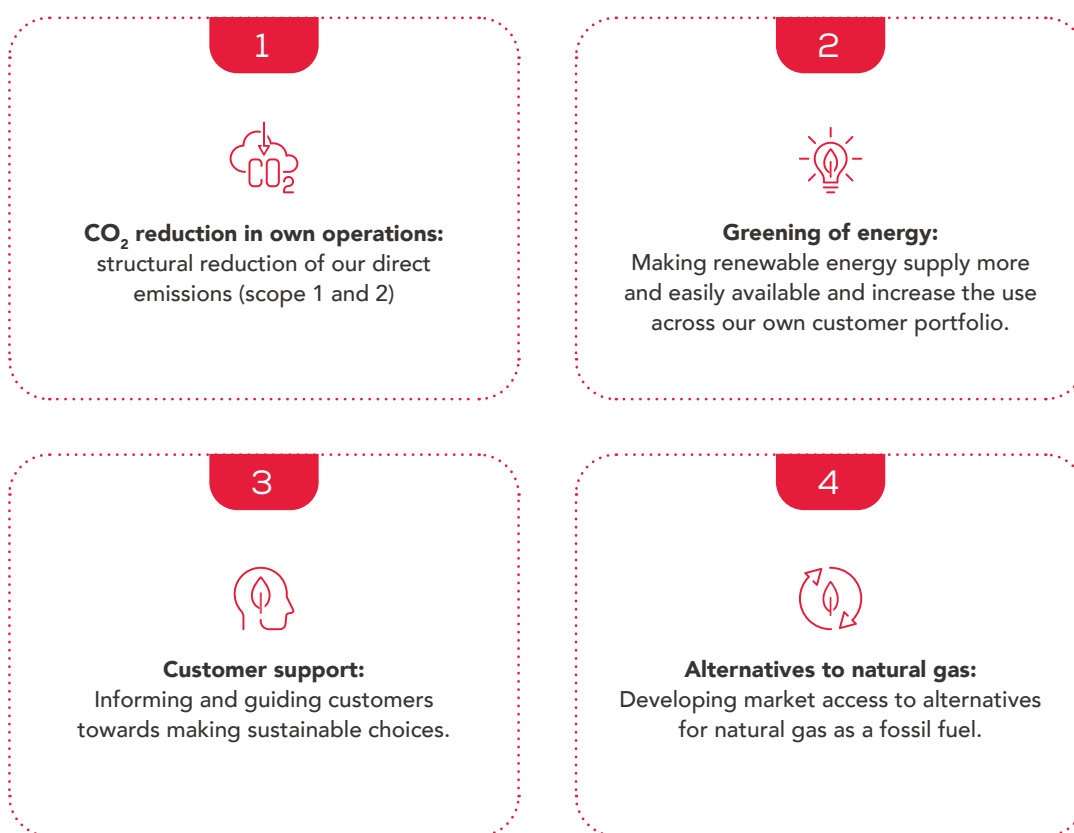 1
CO2
CO₂ reduction in own operations:
structural reduction of our direct
emissions (scope 1 and 2)
2
Greening of energy:
Making renewable energy supply more
and easily available and increase the use
across our own customer portfolio.
3
Customer support:
Informing and guiding customers
towards making sustainable choices.
4
Alternatives to natural gas:
Developing market access to alternatives
for natural gas as a fossil fuel.